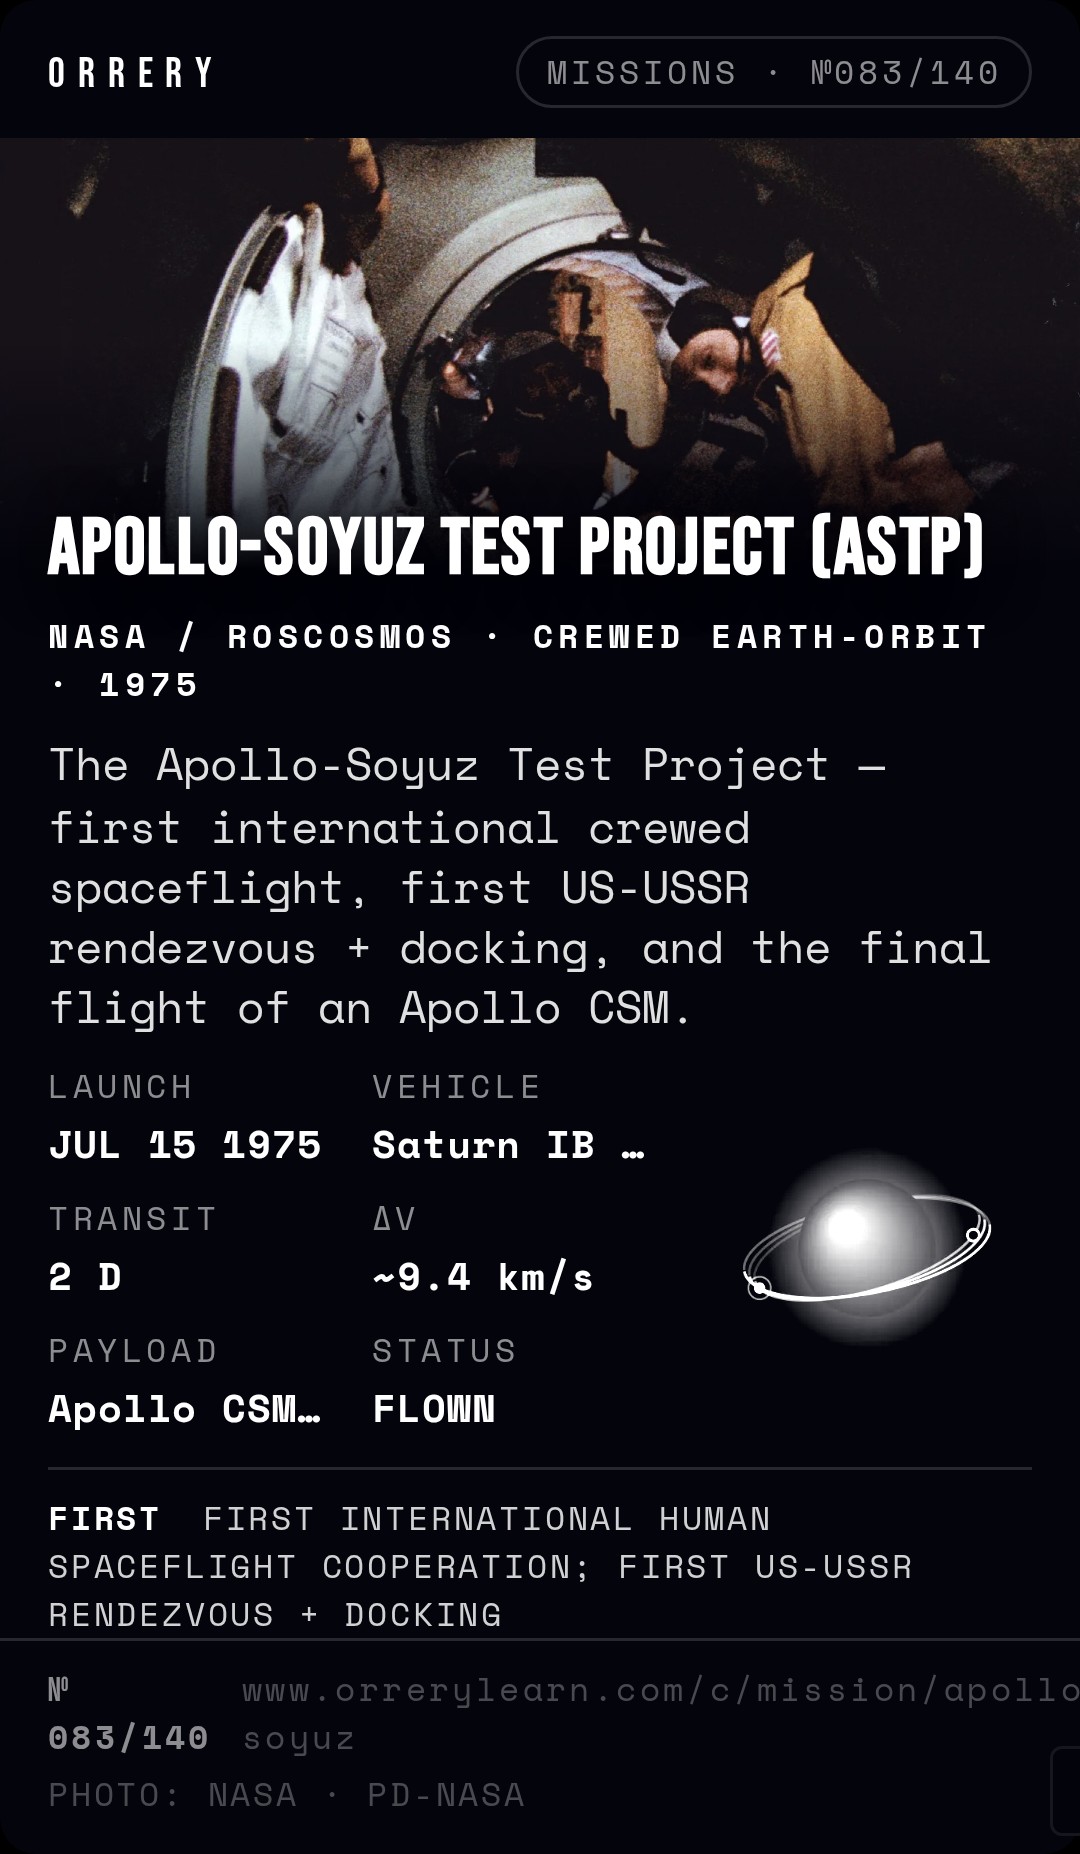 ORRERY
MISSIONS · №083/140
APOLLO-SOYUZ TEST PROJECT (ASTP)
NASA / ROSCOSMOS · CREWED EARTH-ORBIT
· 1975
The Apollo-Soyuz Test Project —
first international crewed
spaceflight, first US-USSR
rendezvous + docking, and the final
flight of an Apollo CSM.
LAUNCH VEHICLE
JUL 15 1975 Saturn IB …
TRANSIT ΔV
2 D ~9.4 km/s
PAYLOAD STATUS
Apollo CSM… FLOWN
FIRST FIRST INTERNATIONAL HUMAN
SPACEFLIGHT COOPERATION; FIRST US-USSR
RENDEZVOUS + DOCKING
№ www.orrerylearn.com/c/mission/apollo
083/140 soyuz
PHOTO: NASA · PD-NASA